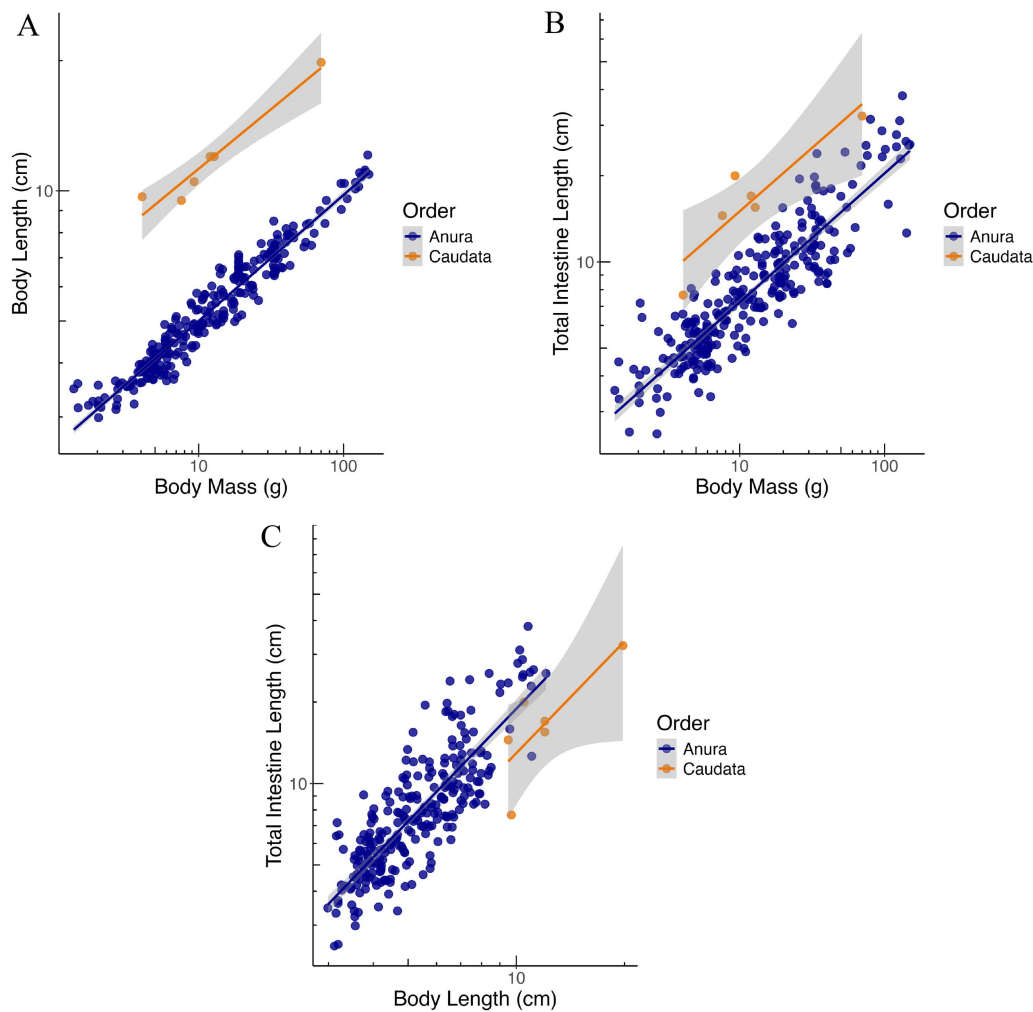 A
Body Length (cm)
10
10
100
Body Mass (g)
Order
Anura
Caudata
B
Total Intestine Length (cm)
10
10
100
Body Mass (g)
Order
Anura
Caudata
C
Total Intestine Length (cm)
10
10
Body Length (cm)
Order
Anura
Caudata